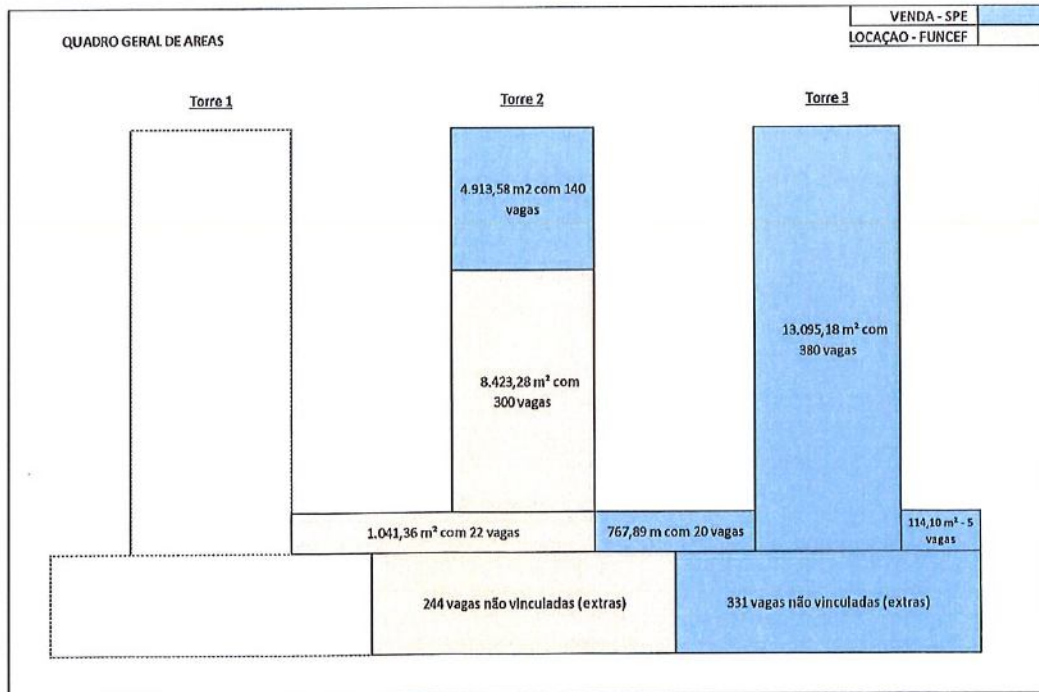 VENDA - SPE
LOCAÇAO - FUNCEF
QUADRO GERAL DE AREAS
Torre 1
Torre 2
Torre 3
4.913,58 m2 com 140
vagas
13.095,18 m² com
380 vagas
8.423,28 m² com
300 vagas
1.041,36 m² com 22 vagas
767,89 m com 20 vagas
114,10 m² - 5
vagas
244 vagas não vinculadas (extras)
331 vagas não vinculadas (extras)